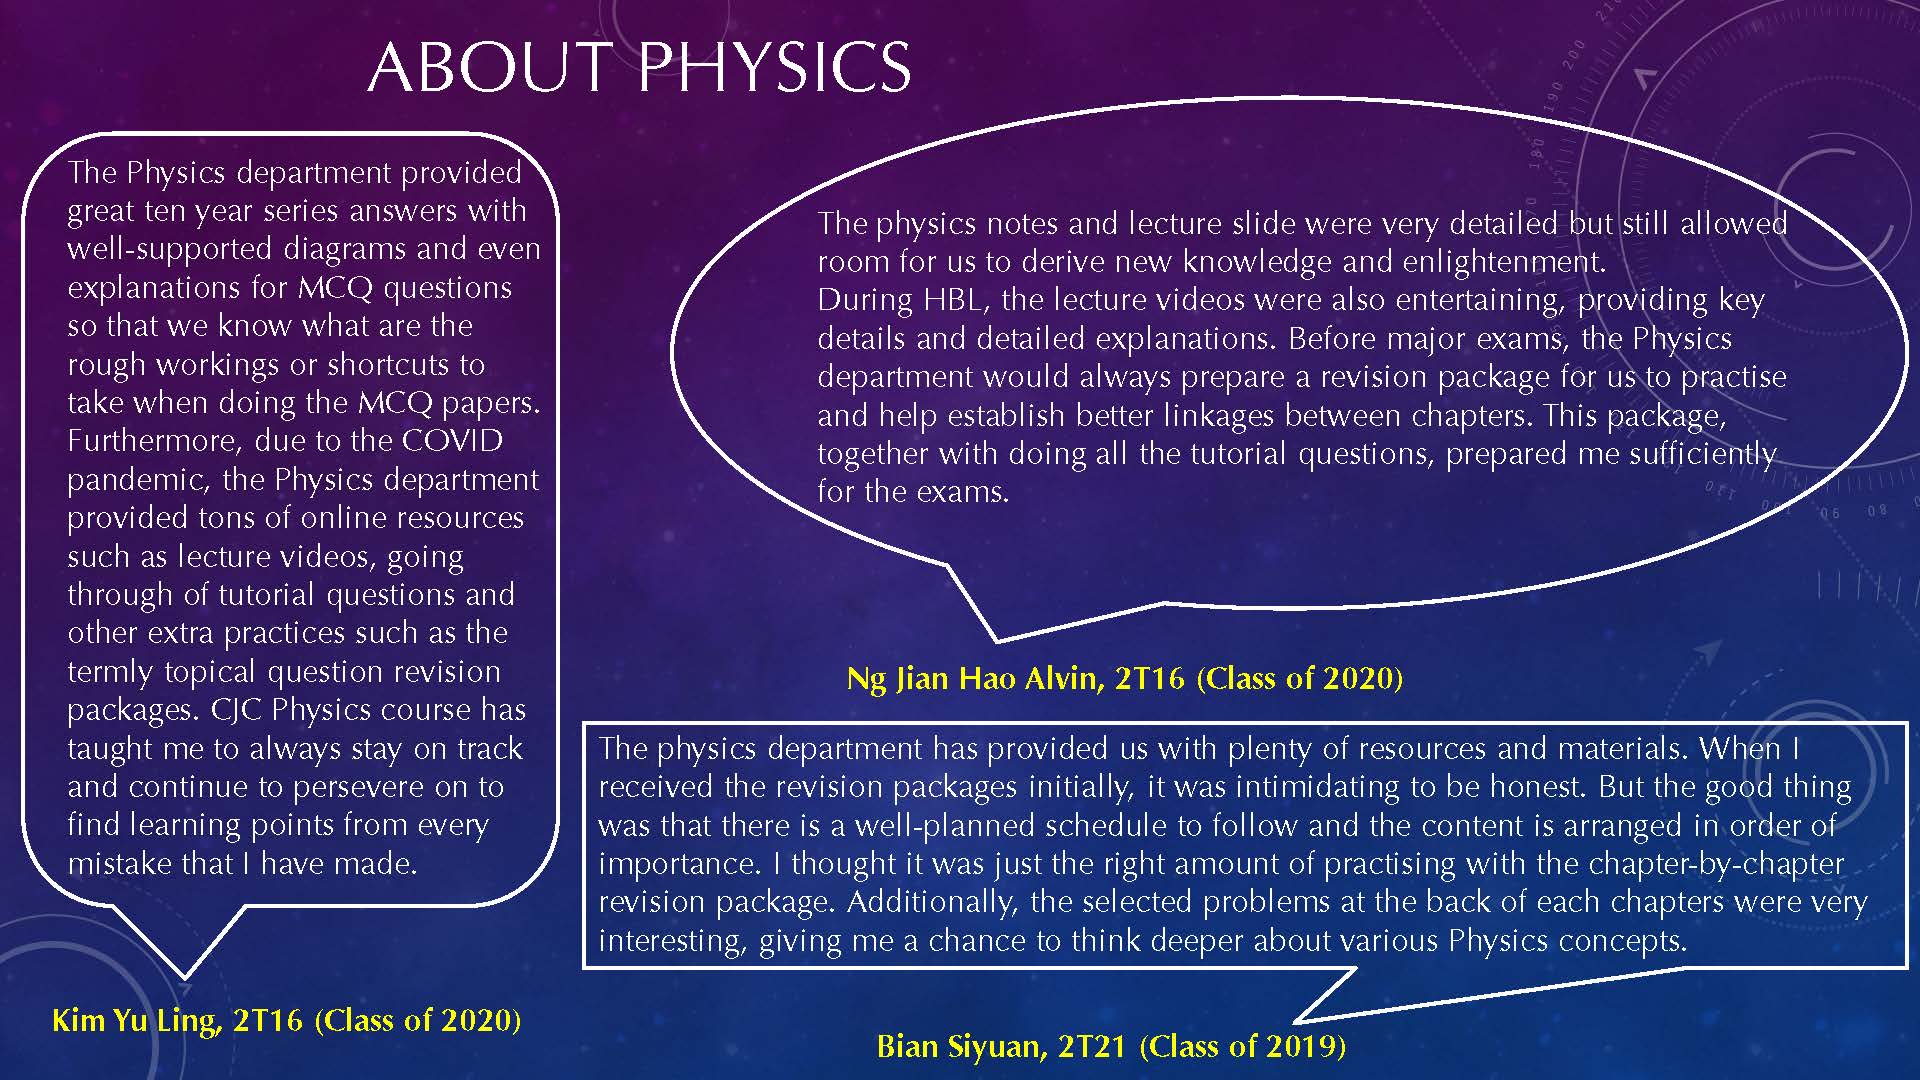 ABOUT PHYSICS
The Physics department provided
great ten year series answers with
well-supported diagrams and even
explanations for MCQ questions
so that we know what are the
rough workings or shortcuts to
take when doing the MCQ papers.
Furthermore, due to the COVID
pandemic, the Physics department
provided tons of online resources
such as lecture videos, going
through of tutorial questions and
other extra practices such as the
termly topical question revision
packages. CJC Physics course has
taught me to always stay on track
and continue to persevere on to
find learning points from every
mistake that I have made.
Kim Yu Ling, 2T16 (Class of 2020)
The physics notes and lecture slide were very detailed but still allowed
room for us to derive new knowledge and enlightenment.
During HBL, the lecture videos were also entertaining, providing key
details and detailed explanations. Before major exams, the Physics
department would always prepare a revision package for us to practise
and help establish better linkages between chapters. This package,
together with doing all the tutorial questions, prepared me sufficiently
for the exams.
Ng Jian Hao Alvin, 2T16 (Class of 2020)
The physics department has provided us with plenty of resources and materials. When I
received the revision packages initially, it was intimidating to be honest. But the good thing
was that there is a well-planned schedule to follow and the content is arranged in order of
importance. I thought it was just the right amount of practising with the chapter-by-chapter
revision package. Additionally, the selected problems at the back of each chapters were very
interesting, giving me a chance to think deeper about various Physics concepts.
Bian Siyuan, 2T21 (Class of 2019)
210
200
190
180
170
110
100
90
80